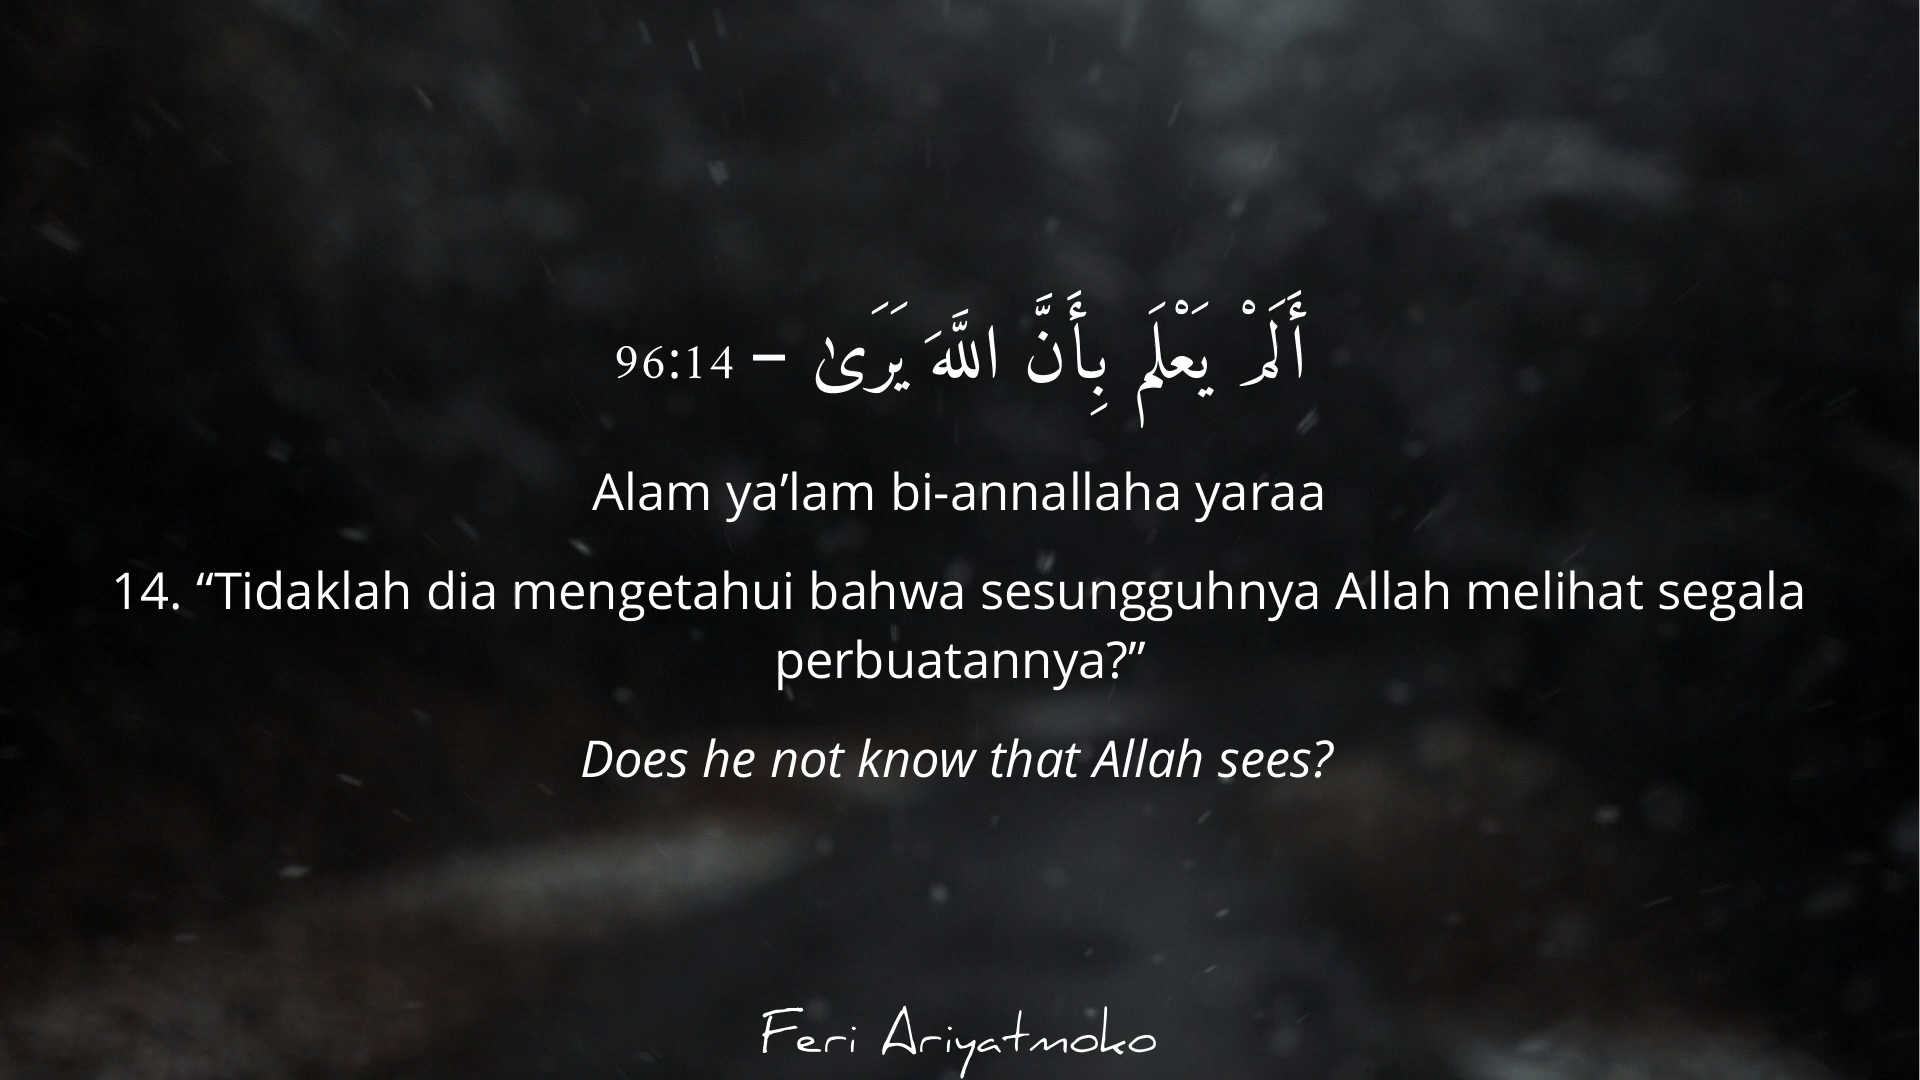 أَلَمْ يَعْلَم بِأَنَّ اللَّهَ يَرَىٰ – 96:14
Alam ya’lam bi-annallaha yaraa
14. “Tidaklah dia mengetahui bahwa sesungguhnya Allah melihat segala
perbuatannya?”
Does he not know that Allah sees?
Feri Ariyatmoko